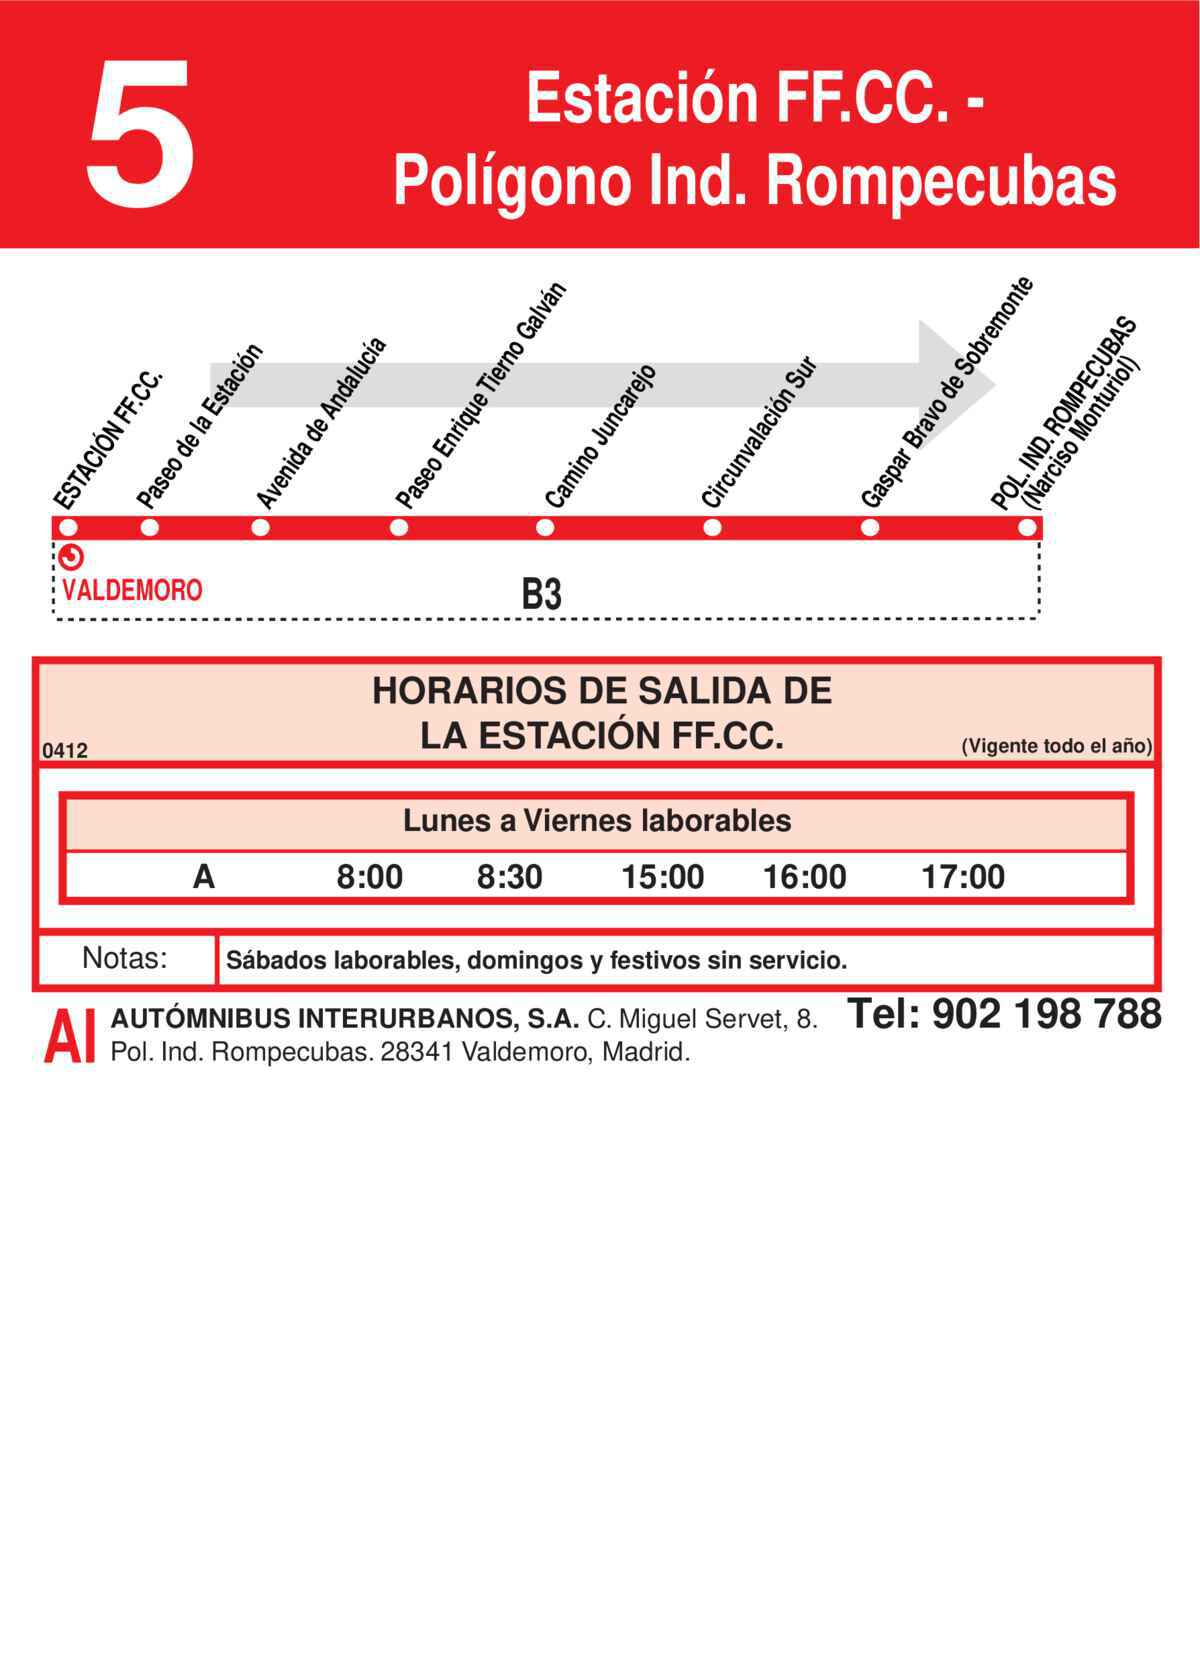 5
Estación FF.CC. -
Polígono Ind. Rompecubas
ESTACIÓN FF.CC.
Paseo de la Estación
Avenida de Andalucía
Paseo Enrique Tierno Galván
Camino Juncarejo
Circunvalación Sur
Gaspar Bravo de Sobremonte
POL. IND. ROMPECUBAS
(Narciso Monturiol)
VALDEMORO
B3
HORARIOS DE SALIDA DE
LA ESTACIÓN FF.CC.
0412
(Vigente todo el año)
Lunes a Viernes laborables
A 8:00 8:30 15:00 16:00 17:00
Notas: Sábados laborables, domingos y festivos sin servicio.
AI
AUTÓMNIBUS INTERURBANOS, S.A. C. Miguel Servet, 8.
Pol. Ind. Rompecubas. 28341 Valdemoro, Madrid.
Tel: 902 198 788